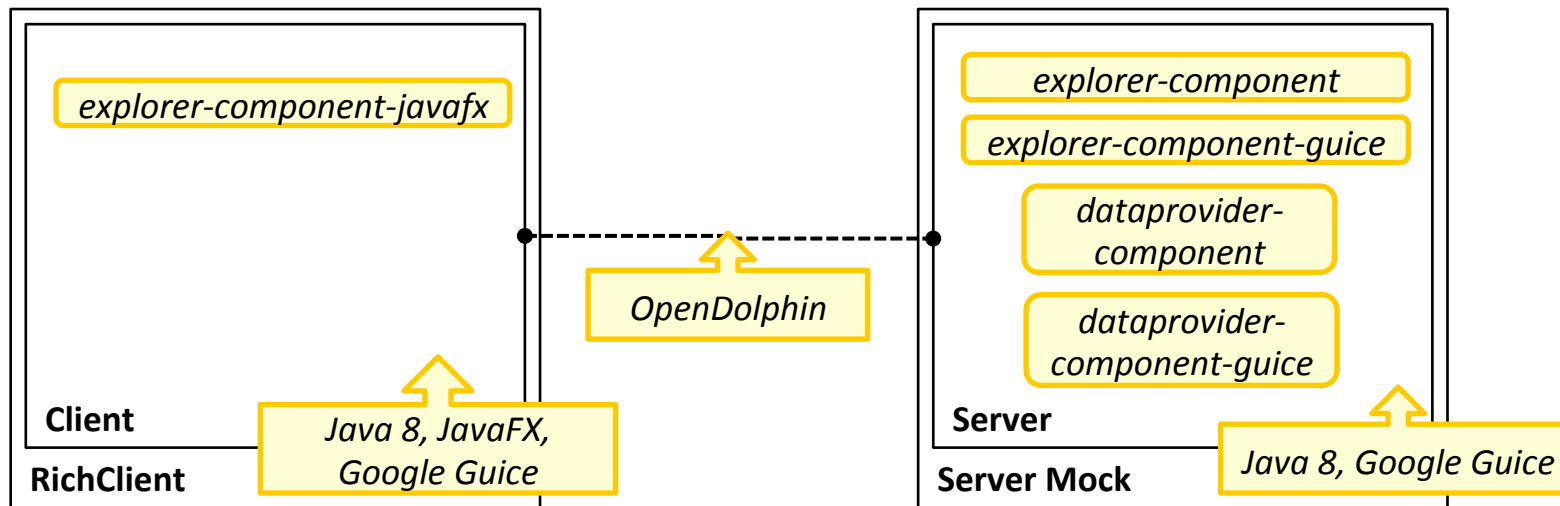 explorer-component-javafx
Client
Java 8, JavaFX,
Google Guice
RichClient
OpenDolphin
explorer-component
explorer-component-guice
dataprovider-
component
dataprovider-
component-guice
Server
Java 8, Google Guice
Server Mock